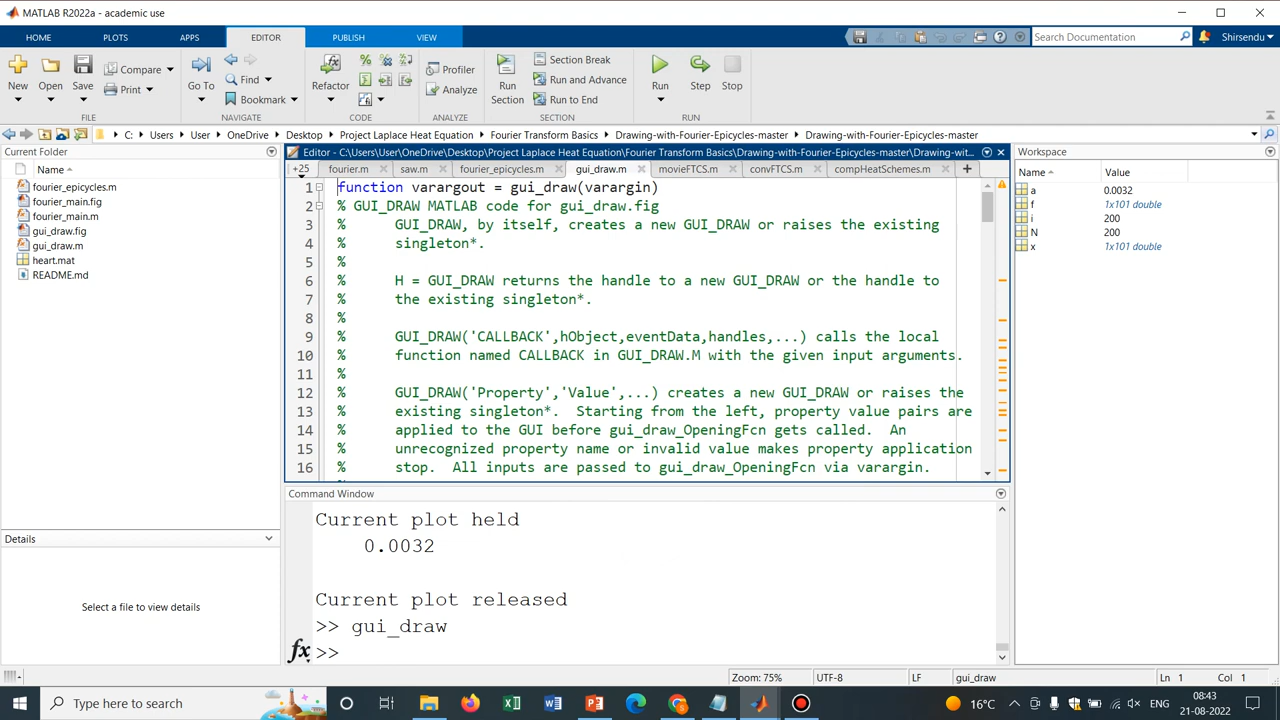 MATLAB R2022a - academic use
HOME PLOTS APPS EDITOR PUBLISH VIEW
Search Documentation
Shirsendu
New Open Save Compare Print
Go To Find Bookmark
Refactor
Profiler Analyze
Run Section Section Break Run and Advance Run to End
Run Step Stop
FILE NAVIGATE CODE ANALYZE SECTION RUN
C: Users User OneDrive Desktop Project Laplace Heat Equation Fourier Transform Basics Drawing-with-Fourier-Epicycles-master Drawing-with-Fourier-Epicycles-master
Current Folder
Name
fourier_epicycles.m
fourier_main.fig
fourier_main.m
gui_draw.fig
gui_draw.m
heart.mat
README.md
Details
Select a file to view details
Editor - C:\Users\User\OneDrive\Desktop\Project Laplace Heat Equation\Fourier Transform Basics\Drawing-with-Fourier-Epicycles-master\Drawing-wit...
+25 fourier.m saw.m fourier_epicycles.m gui_draw.m movieFTCS.m convFTCS.m compHeatSchemes.m
1 function varargout = gui_draw(varargin)
2 % GUI_DRAW MATLAB code for gui_draw.fig
3 % GUI_DRAW, by itself, creates a new GUI_DRAW or raises the existing
4 % singleton*.
5 %
6 % H = GUI_DRAW returns the handle to a new GUI_DRAW or the handle to
7 % the existing singleton*.
8 %
9 % GUI_DRAW('CALLBACK',hObject,eventData,handles,...) calls the local
10 % function named CALLBACK in GUI_DRAW.M with the given input arguments.
11 %
12 % GUI_DRAW('Property','Value',...) creates a new GUI_DRAW or raises the
13 % existing singleton*. Starting from the left, property value pairs are
14 % applied to the GUI before gui_draw_OpeningFcn gets called. An
15 % unrecognized property name or invalid value makes property application
16 % stop. All inputs are passed to gui_draw_OpeningFcn via varargin.
Command Window
Current plot held
0.0032
Current plot released
>> gui_draw
fx >>
Workspace
Name Value
a 0.0032
f 1x101 double
i 200
N 200
x 1x101 double
Zoom: 75% UTF-8 LF gui_draw Ln 1 Col 1
Type here to search
16°C
08:43
21-08-2022